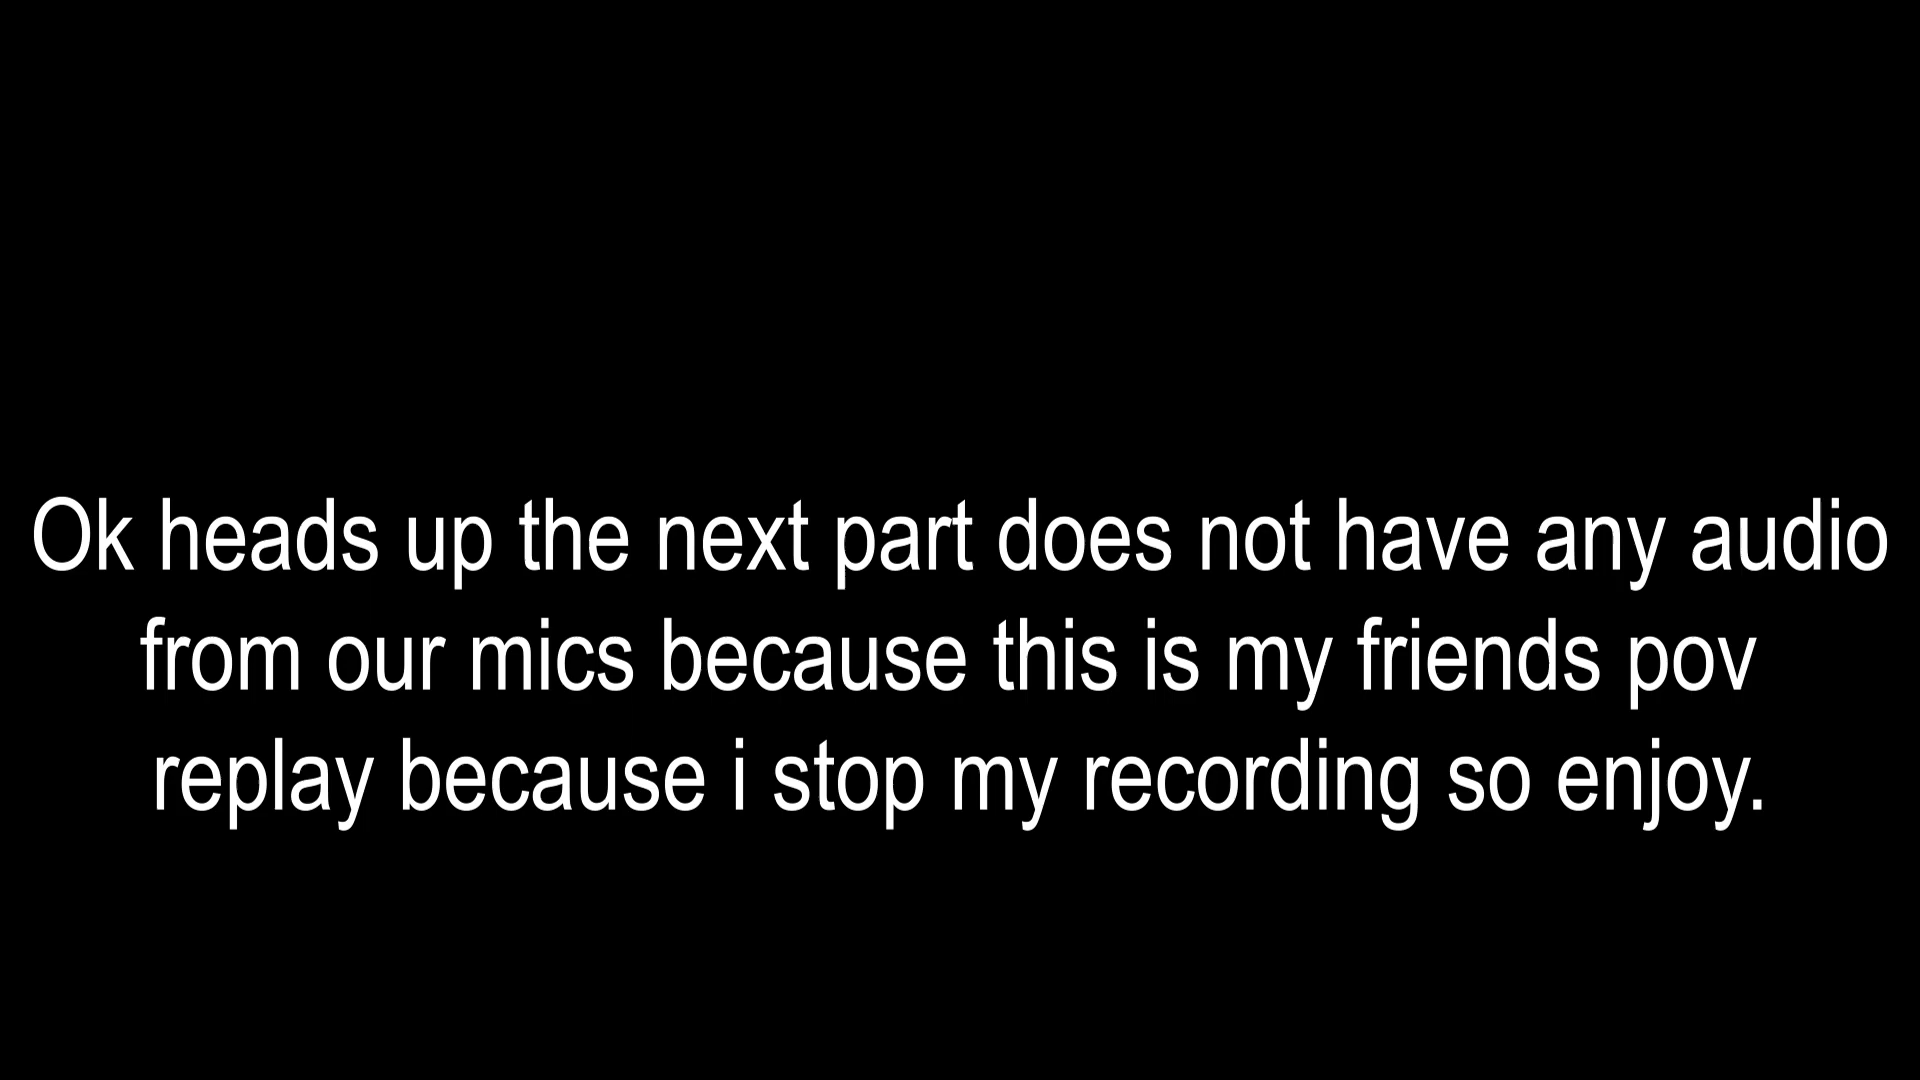 Ok heads up the next part does not have any audio
from our mics because this is my friends pov
replay because i stop my recording so enjoy.